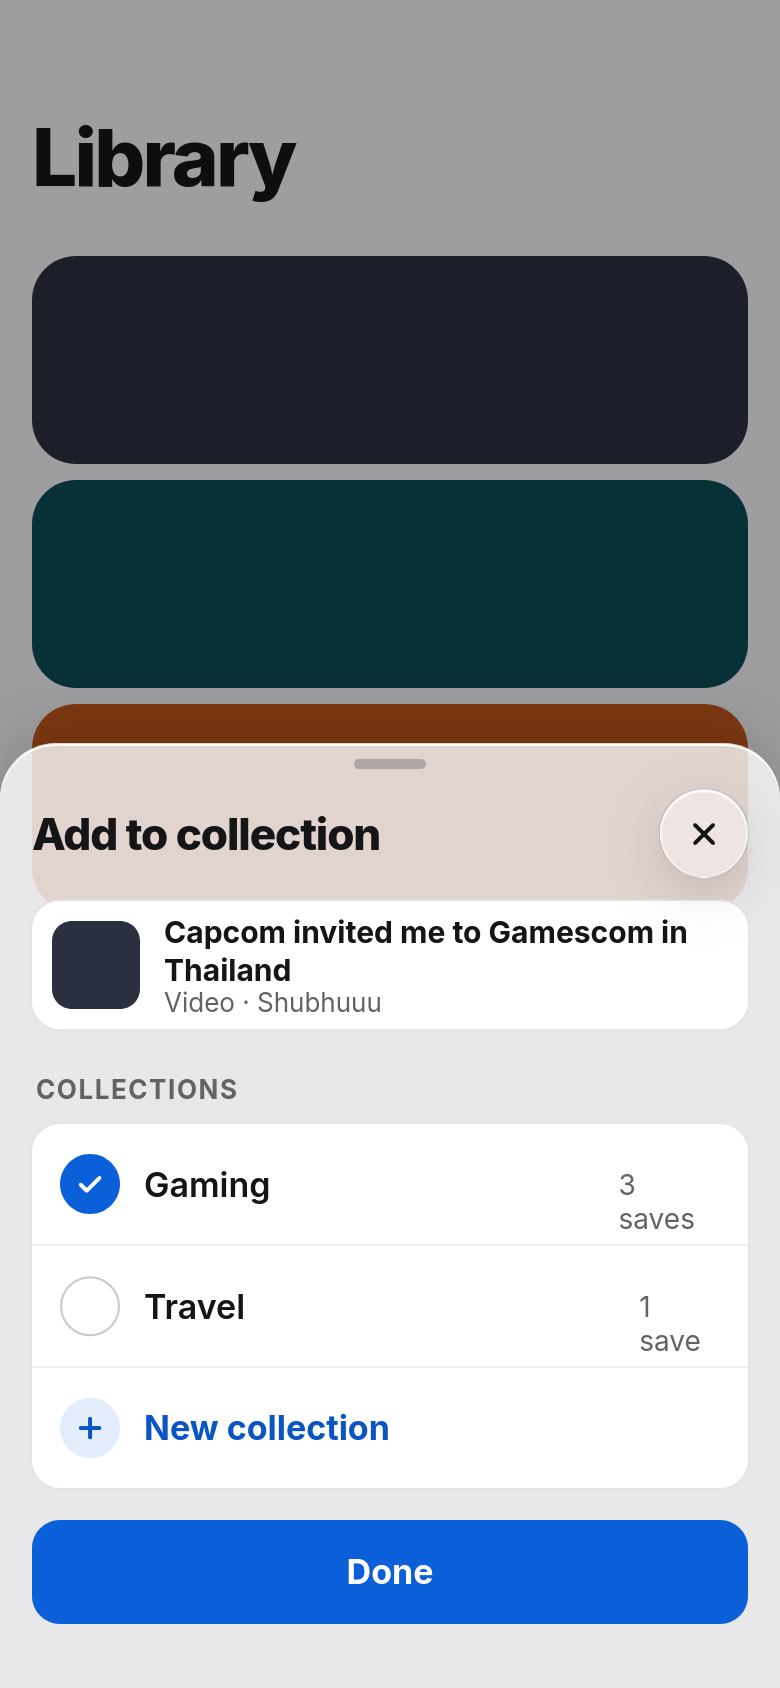 Library
Add to collection
Capcom invited me to Gamescom in
Thailand
Video · Shubhuuu
COLLECTIONS
Gaming
3
saves
Travel
1
save
New collection
Done